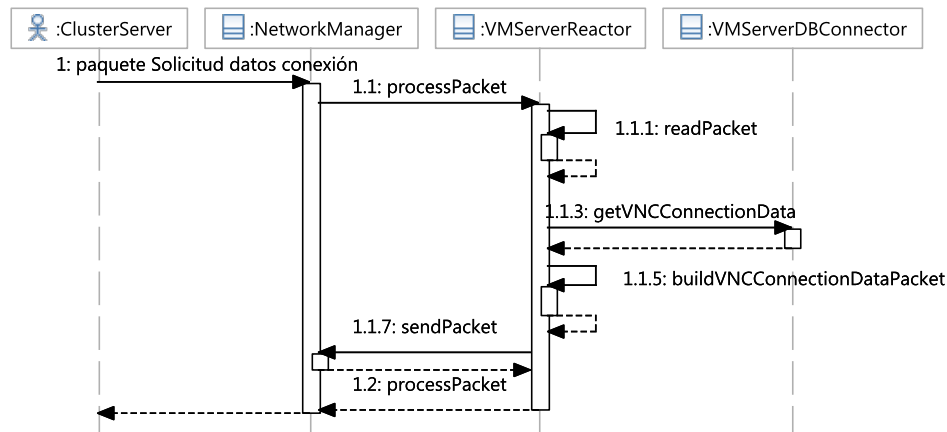 :ClusterServer
:NetworkManager
:VMServerReactor
:VMServerDBConnector
1: paquete Solicitud datos conexión
1.1: processPacket
1.1.1: readPacket
1.1.3: getVNCConnectionData
1.1.5: buildVNCConnectionDataPacket
1.1.7: sendPacket
1.2: processPacket